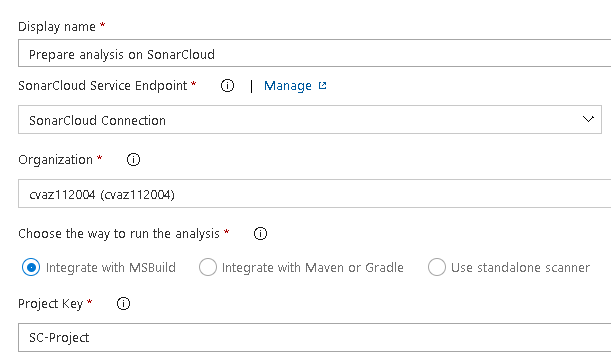 Display name *
Prepare analysis on SonarCloud
SonarCloud Service Endpoint * | Manage
SonarCloud Connection
Organization *
cvaz112004 (cvaz112004)
Choose the way to run the analysis *
Integrate with MSBuild Integrate with Maven or Gradle Use standalone scanner
Project Key *
SC-Project